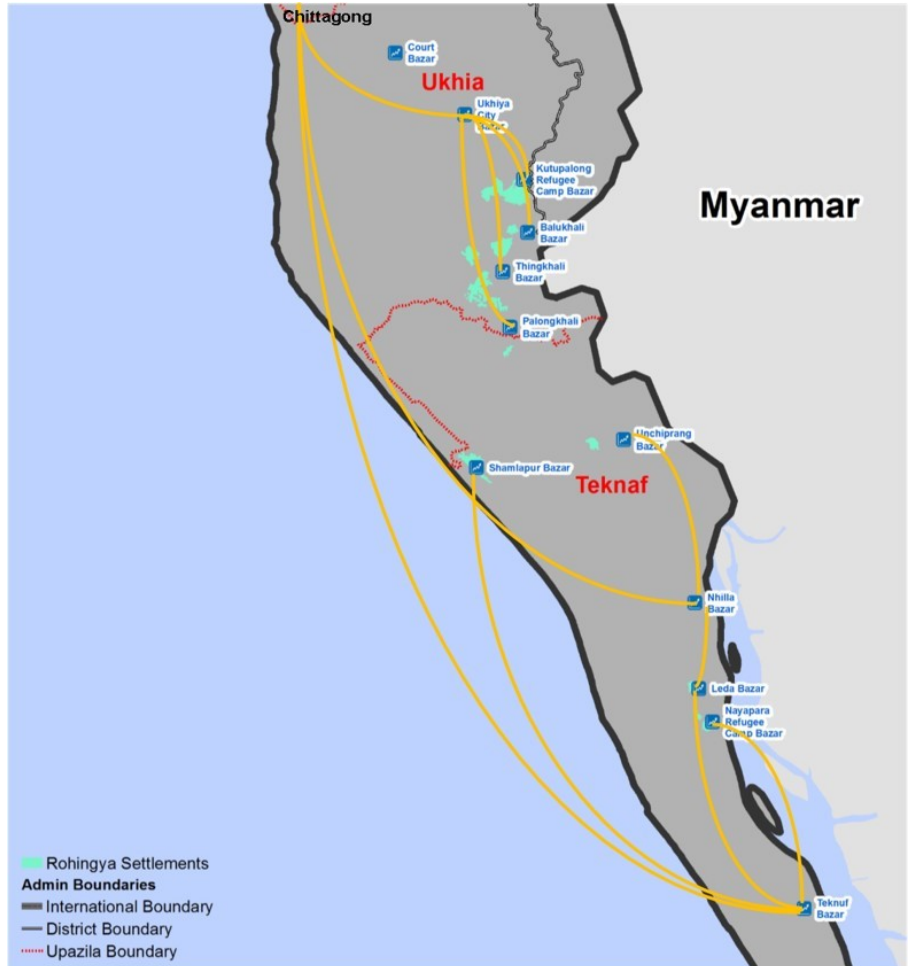 Chittagong
Court
Bazar
Ukhia
Ukhiya
City
Bazar
Kutupalong
Refugee
Camp Bazar
Myanmar
Balukhali
Bazar
Thingkhali
Bazar
Palongkhali
Bazar
Unchiprang
Bazar
Shamlapur Bazar
Teknaf
Nhilla
Bazar
Leda Bazar
Nayapara
Refugee
Camp Bazar
Rohingya Settlements
Admin Boundaries
International Boundary
District Boundary
Upazila Boundary
Teknuf
Bazar